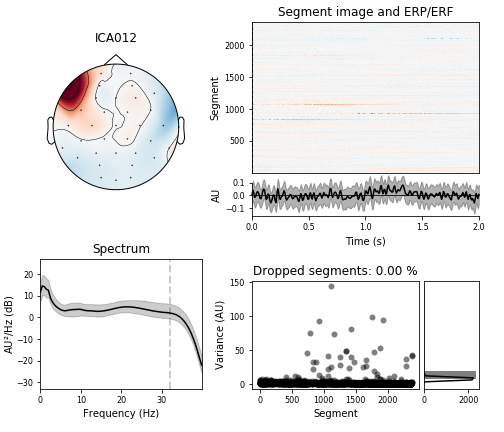 ICA012
Segment image and ERP/ERF
Segment
2000
1500
1000
500
AU
0.1
0.0
−0.1
0.0 0.5 1.0 1.5 2.0
Time (s)
Spectrum
AU²/Hz (dB)
20
10
0
−10
−20
−30
0 10 20 30
Frequency (Hz)
Dropped segments: 0.00 %
Variance (AU)
150
100
50
0
0 500 1000 1500 2000
Segment
0 2000